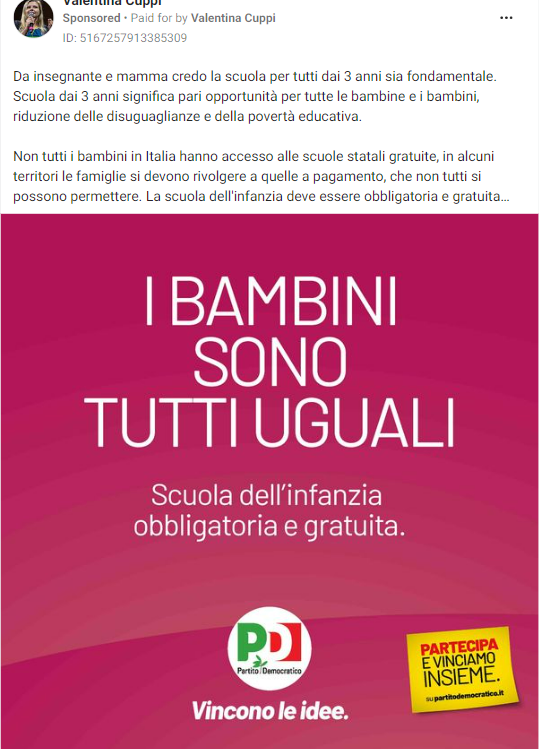 Valentina Cuppi
Sponsored • Paid for by Valentina Cuppi
ID: 5167257913385309
Da insegnante e mamma credo la scuola per tutti dai 3 anni sia fondamentale.
Scuola dai 3 anni significa pari opportunità per tutte le bambine e i bambini,
riduzione delle disuguaglianze e della povertà educativa.
Non tutti i bambini in Italia hanno accesso alle scuole statali gratuite, in alcuni
territori le famiglie si devono rivolgere a quelle a pagamento, che non tutti si
possono permettere. La scuola dell'infanzia deve essere obbligatoria e gratuita...
I BAMBINI
SONO
TUTTI UGUALI
Scuola dell'infanzia
obbligatoria e gratuita.
PD
Partito Democratico
Vincono le idee.
PARTECIPA
E VINCIAMO
INSIEME.
su partitodemocratico.it